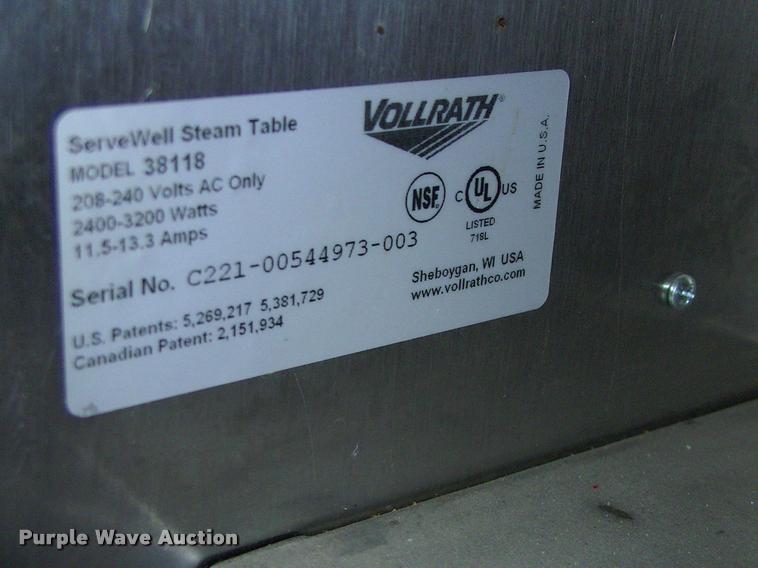 ServeWell Steam Table
MODEL 38118
208-240 Volts AC Only
2400-3200 Watts
11.5-13.3 Amps
Serial No. C221-00544973-003
U.S. Patents: 5,269,217 5,381,729
Canadian Patent: 2,151,934
VOLLRATH®
NSF
C UL US
LISTED
718L
MADE IN U.S.A.
Sheboygan, WI USA
www.vollrathco.com
Purple Wave Auction